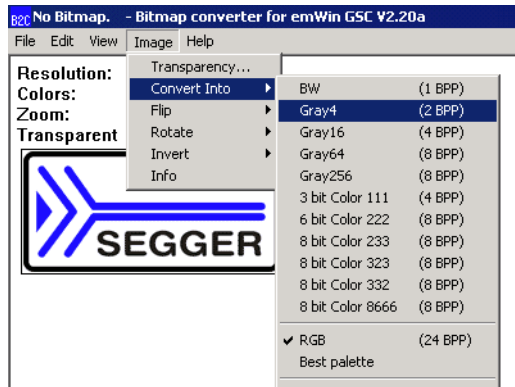 B2C No Bitmap. - Bitmap converter for emWin GSC V2.20a
File Edit View Image Help
Resolution:
Colors:
Zoom:
Transparent
Transparency...
Convert Into
Flip
Rotate
Invert
Info
BW (1 BPP)
Gray4 (2 BPP)
Gray16 (4 BPP)
Gray64 (8 BPP)
Gray256 (8 BPP)
3 bit Color 111 (4 BPP)
6 bit Color 222 (8 BPP)
8 bit Color 233 (8 BPP)
8 bit Color 323 (8 BPP)
8 bit Color 332 (8 BPP)
8 bit Color 8666 (8 BPP)
RGB (24 BPP)
Best palette
SEGGER